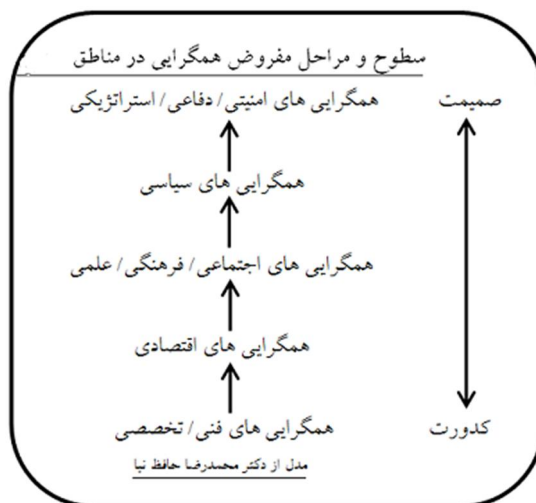 سطوح و مراحل مفروض همگرایی در مناطق
صمیمت
همگرایی های امنیتی/ دفاعی/ استراتژیکی
همگرایی های سیاسی
همگرایی های اجتماعی/ فرهنگی/ علمی
همگرایی های اقتصادی
کدورت
همگرایی های فنی/ تخصصی
مدل از دکتر محمدرضا حافظ نیا